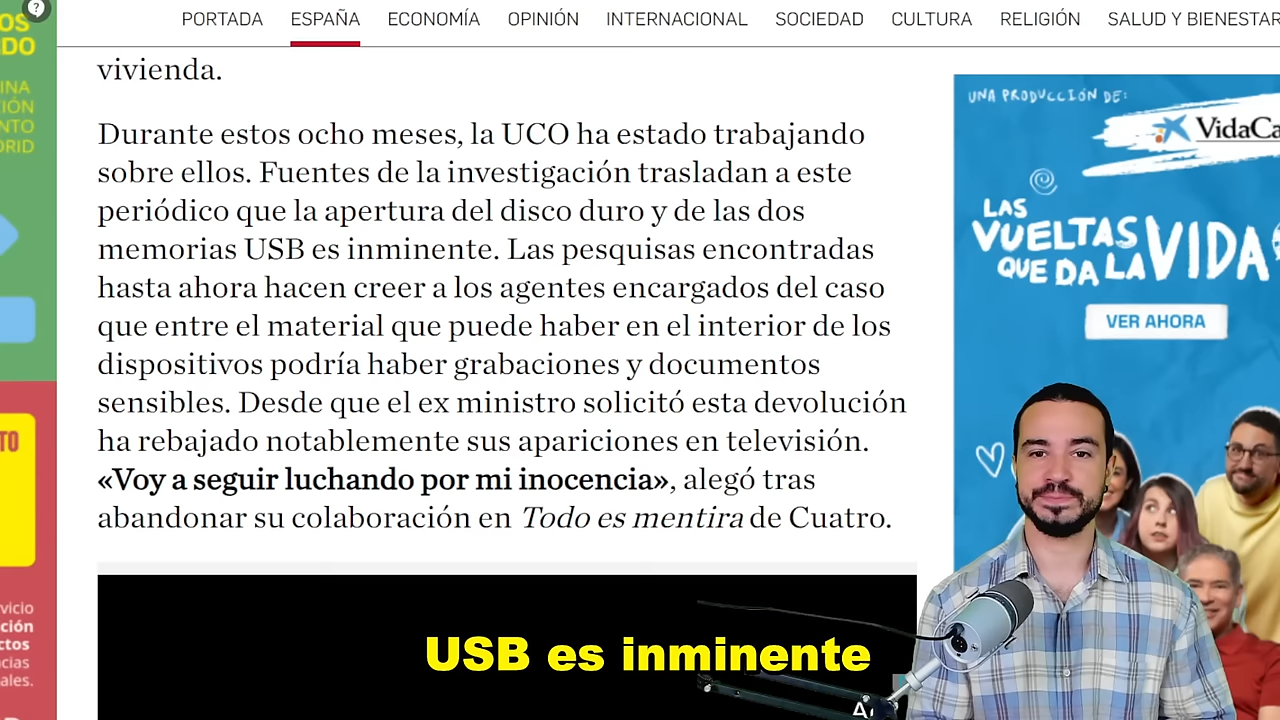 PORTADA ESPAÑA ECONOMÍA OPINIÓN INTERNACIONAL SOCIEDAD CULTURA RELIGIÓN SALUD Y BIENESTAR
vivienda.
Durante estos ocho meses, la UCO ha estado trabajando
sobre ellos. Fuentes de la investigación trasladan a este
periódico que la apertura del disco duro y de las dos
memorias USB es inminente. Las pesquisas encontradas
hasta ahora hacen creer a los agentes encargados del caso
que entre el material que puede haber en el interior de los
dispositivos podría haber grabaciones y documentos
sensibles. Desde que el ex ministro solicitó esta devolución
ha rebajado notablemente sus apariciones en televisión.
«Voy a seguir luchando por mi inocencia», alegó tras
abandonar su colaboración en Todo es mentira de Cuatro.
UNA PRODUCCIÓN DE:
VidaCa
LAS
VUELTAS
QUE DA LA VIDA
VER AHORA
USB es inminente